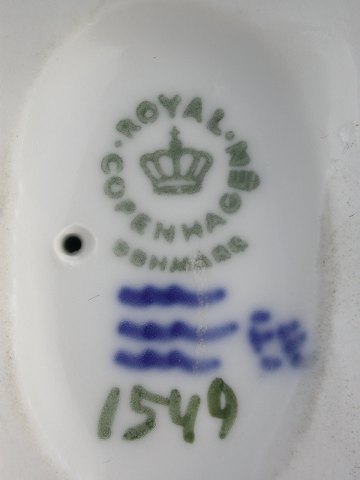 ROYAL
COPENHAGEN
DENMARK
1549